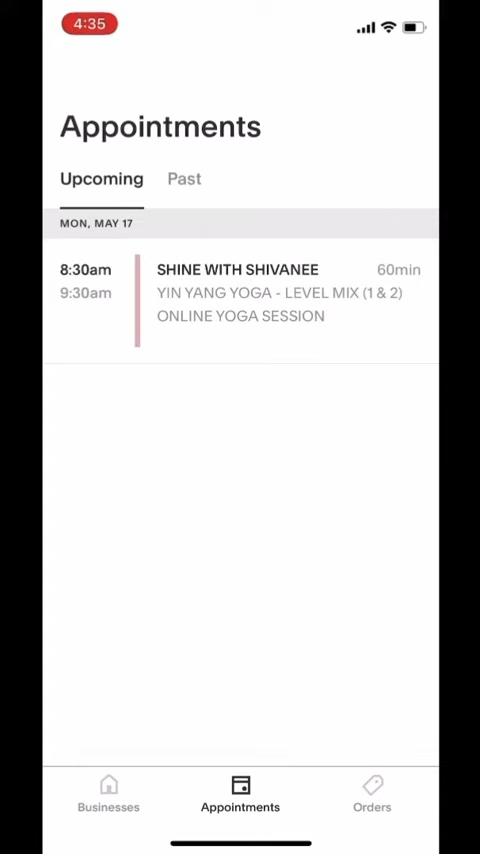 4:35
Appointments
Upcoming Past
MON, MAY 17
8:30am SHINE WITH SHIVANEE 60min
9:30am YIN YANG YOGA - LEVEL MIX (1 & 2)
ONLINE YOGA SESSION
Businesses Appointments Orders